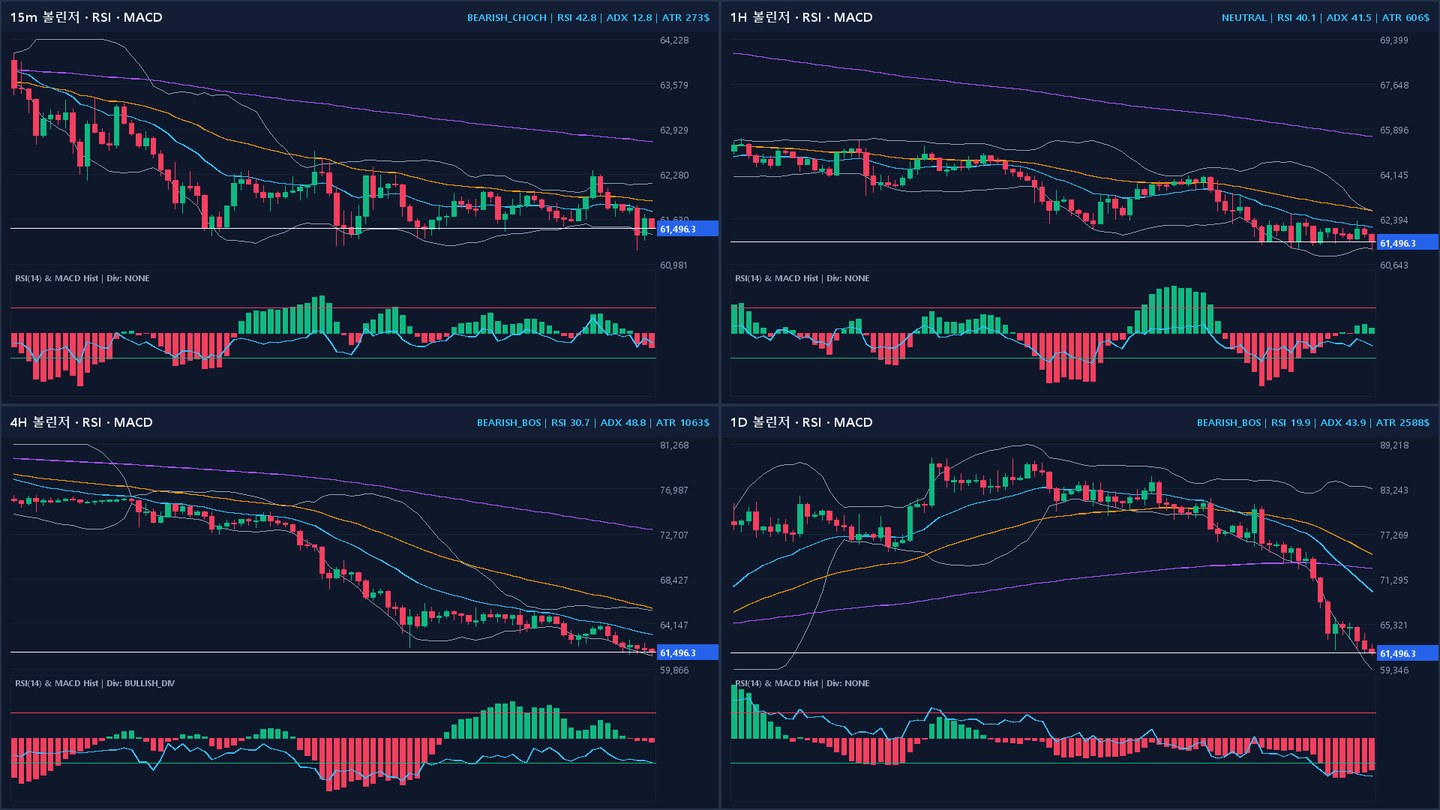 15m 볼린저 · RSI · MACD
BEARISH_CHOCH | RSI 42.8 | ADX 12.8 | ATR 273$
64,228
63,579
62,929
62,280
61,630
61,496.3
60,981
RSI(14) & MACD Hist | Div: NONE
1H 볼린저 · RSI · MACD
NEUTRAL | RSI 40.1 | ADX 41.5 | ATR 606$
69,399
67,648
65,896
64,145
62,394
61,496.3
60,643
RSI(14) & MACD Hist | Div: NONE
4H 볼린저 · RSI · MACD
BEARISH_BOS | RSI 30.7 | ADX 48.8 | ATR 1063$
81,268
76,987
72,707
68,427
64,147
61,496.3
59,866
RSI(14) & MACD Hist | Div: BULLISH_DIV
1D 볼린저 · RSI · MACD
BEARISH_BOS | RSI 19.9 | ADX 43.9 | ATR 2588$
89,218
83,243
77,269
71,295
65,321
61,496.3
59,346
RSI(14) & MACD Hist | Div: NONE